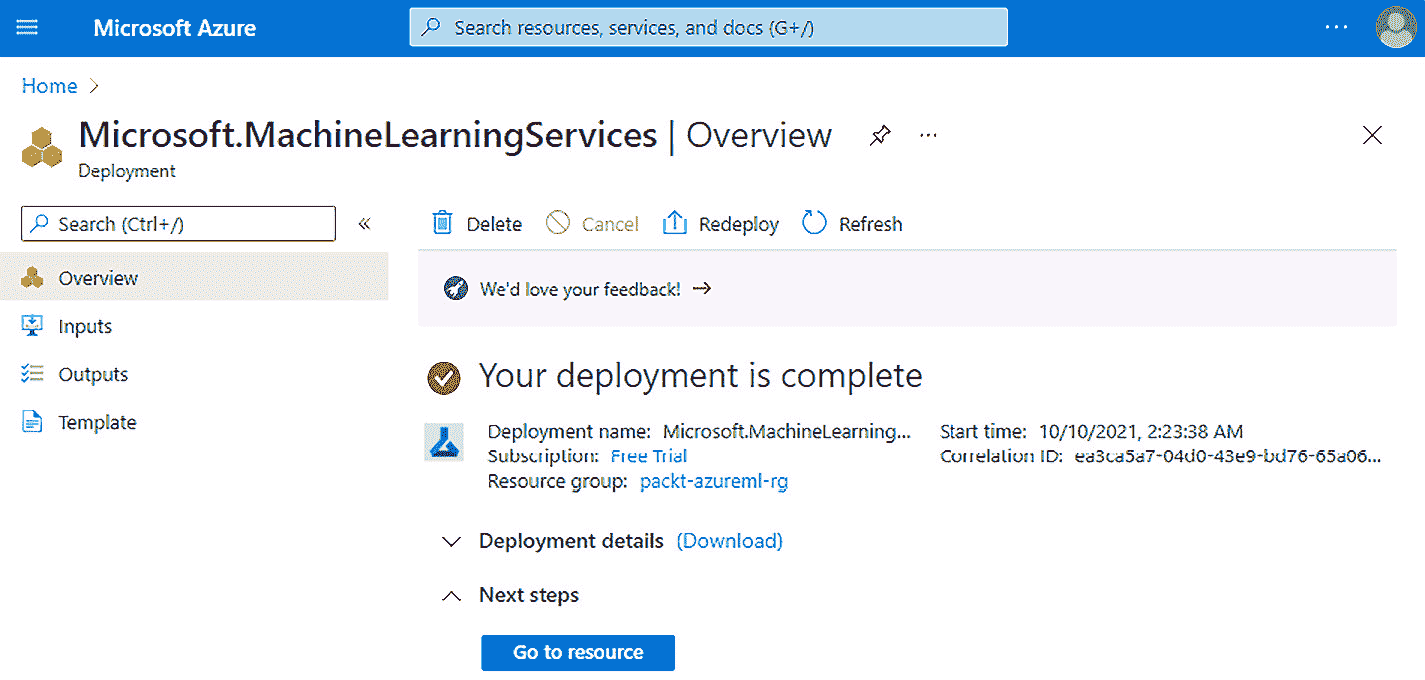 Microsoft Azure
Search resources, services, and docs (G+/)
Home
Microsoft.MachineLearningServices | Overview
Deployment
Search (Ctrl+/)
Delete
Cancel
Redeploy
Refresh
Overview
Inputs
Outputs
Template
We'd love your feedback!
Your deployment is complete
Deployment name: Microsoft.MachineLearning...
Subscription: Free Trial
Resource group: packt-azureml-rg
Start time: 10/10/2021, 2:23:38 AM
Correlation ID: ea3ca5a7-04d0-43e9-bd76-65a06...
Deployment details (Download)
Next steps
Go to resource